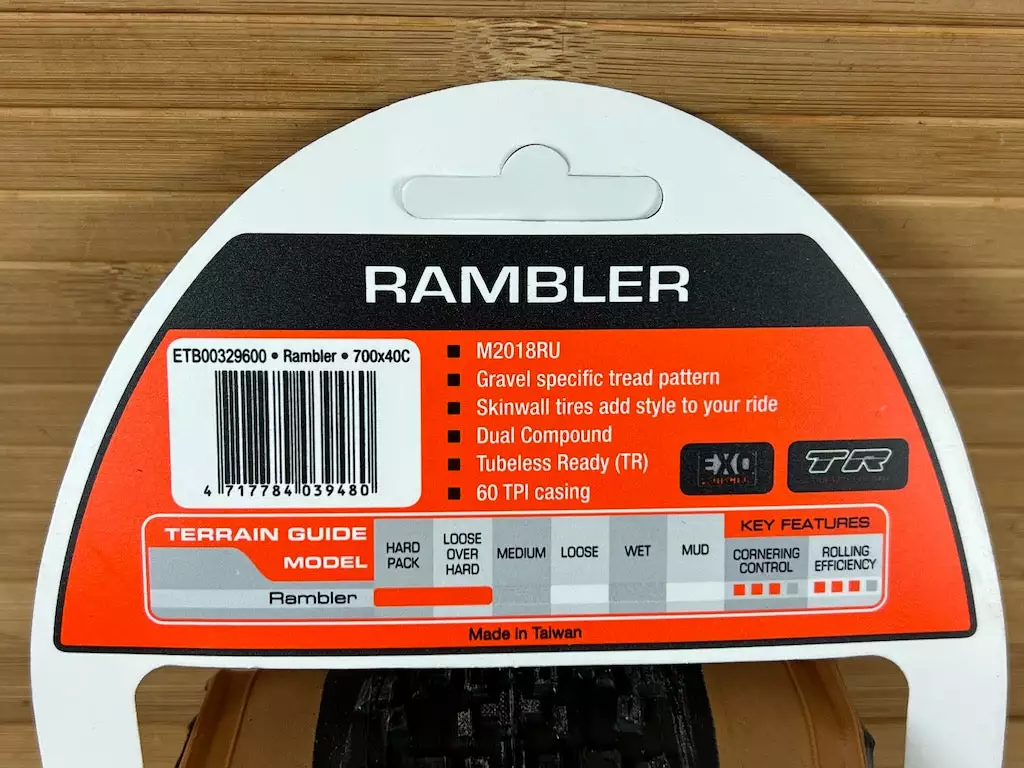 RAMBLER
ETB00329600 • Rambler • 700x40C
4 717784 039480
■ M2018RU
■ Gravel specific tread pattern
■ Skinwall tires add style to your ride
■ Dual Compound
■ Tubeless Ready (TR)
■ 60 TPI casing
EXO
TR
TERRAIN GUIDE
MODEL
HARD PACK
LOOSE OVER HARD
MEDIUM
LOOSE
WET
MUD
KEY FEATURES
CORNERING CONTROL
ROLLING EFFICIENCY
Rambler
Made in Taiwan